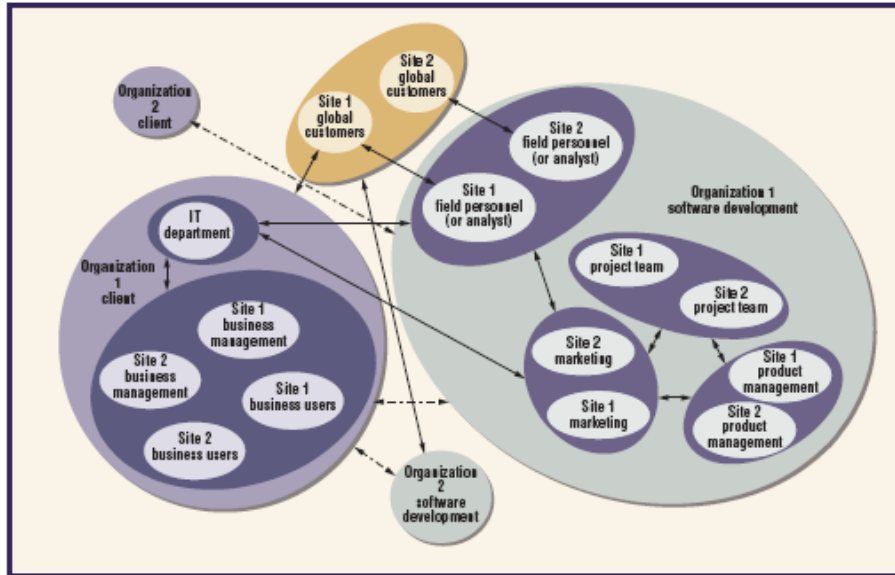 Organization
2
client
Site 2
global
customers
Site 1
global
customers
Site 2
field personnel
(or analyst)
Site 1
field personnel
(or analyst)
Organization 1
software development
IT
department
Organization
1
client
Site 1
project team
Site 2
project team
Site 1
business
management
Site 2
business
management
Site 1
business users
Site 2
business users
Site 2
marketing
Site 1
marketing
Site 1
product
management
Site 2
product
management
Organization
2
software
development